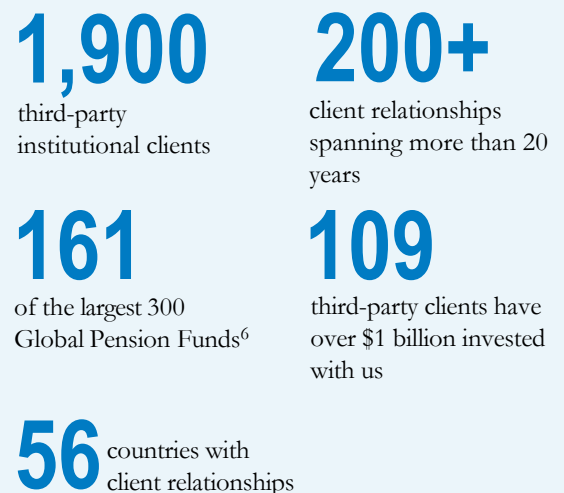 1,900
third-party
institutional clients
200+
client relationships
spanning more than 20
years
161
of the largest 300
Global Pension Funds⁶
109
third-party clients have
over $1 billion invested
with us
56
countries with
client relationships